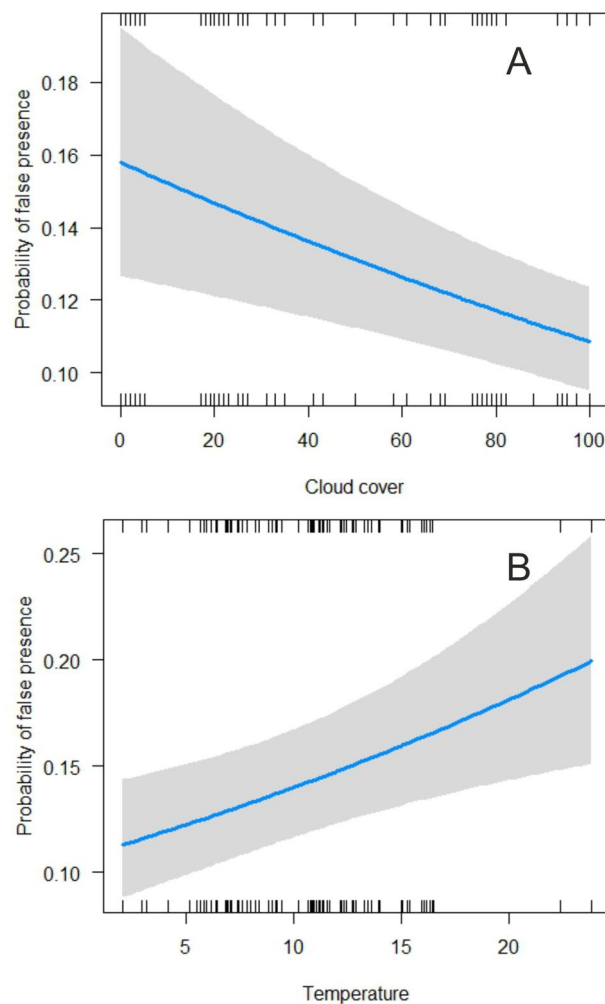 A
Probability of false presence
0.18
0.16
0.14
0.12
0.10
0 20 40 60 80 100
Cloud cover
B
Probability of false presence
0.25
0.20
0.15
0.10
5 10 15 20
Temperature